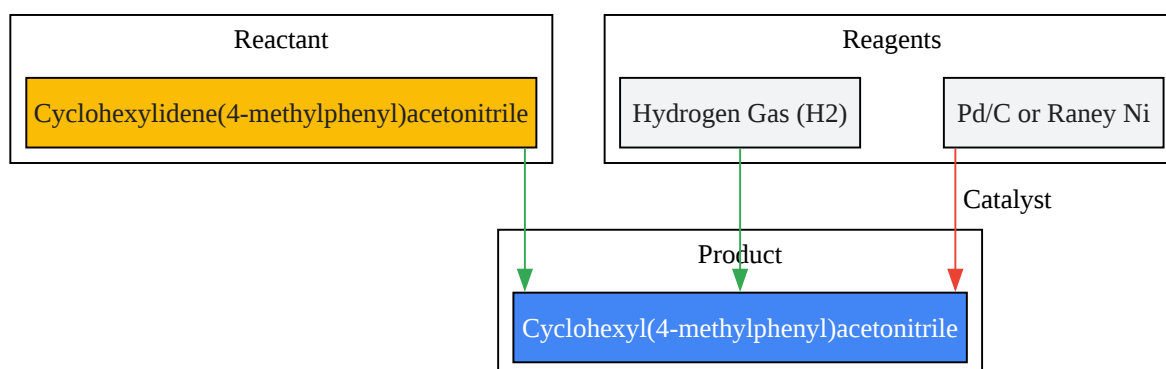 Reactant
Reagents
Cyclohexylidene(4-methylphenyl)acetonitrile
Hydrogen Gas (H2)
Pd/C or Raney Ni
Catalyst
Product
Cyclohexyl(4-methylphenyl)acetonitrile